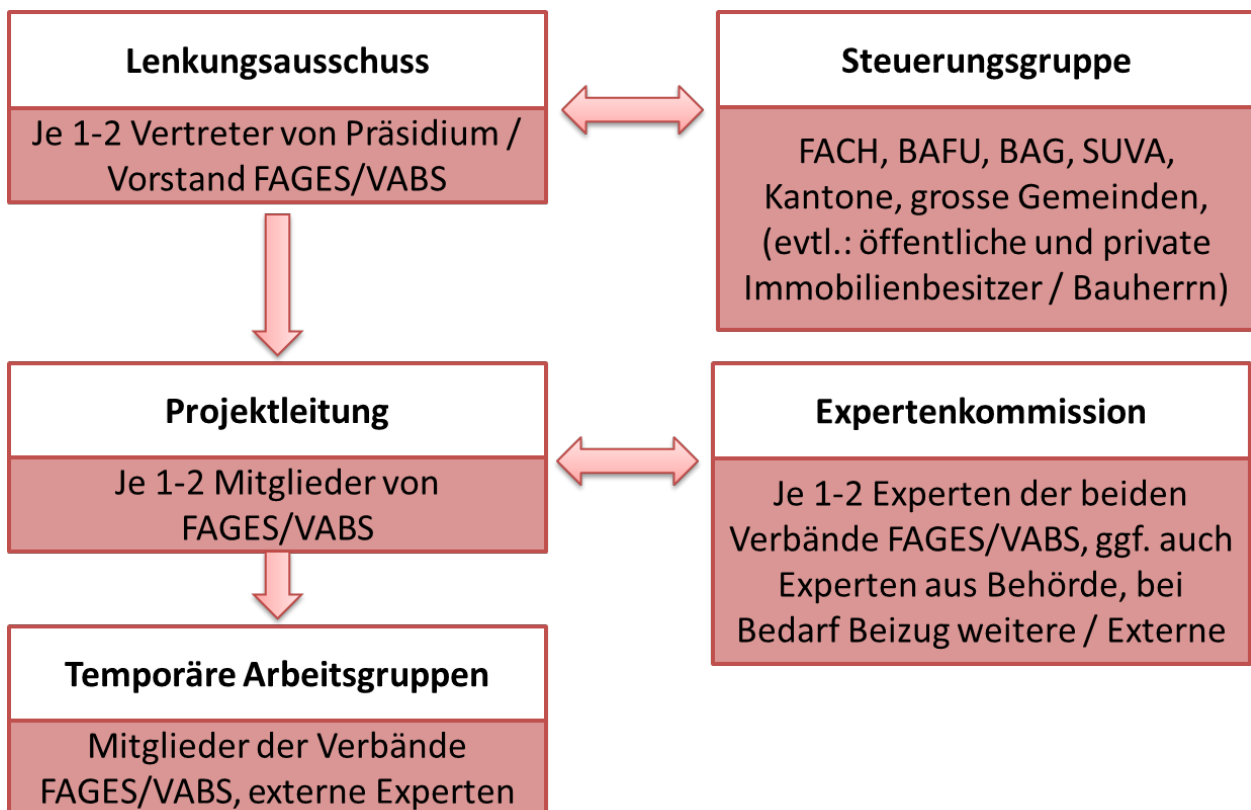 Lenkungsausschuss
Je 1-2 Vertreter von Präsidium /
Vorstand FAGES/VABS
Steuerungsgruppe
FACH, BAFU, BAG, SUVA,
Kantone, grosse Gemeinden,
(evtl.: öffentliche und private
Immobilienbesitzer / Bauherrn)
Projektleitung
Je 1-2 Mitglieder von
FAGES/VABS
Expertenkommission
Je 1-2 Experten der beiden
Verbände FAGES/VABS, ggf. auch
Experten aus Behörde, bei
Bedarf Beizug weitere / Externe
Temporäre Arbeitsgruppen
Mitglieder der Verbände
FAGES/VABS, externe Experten